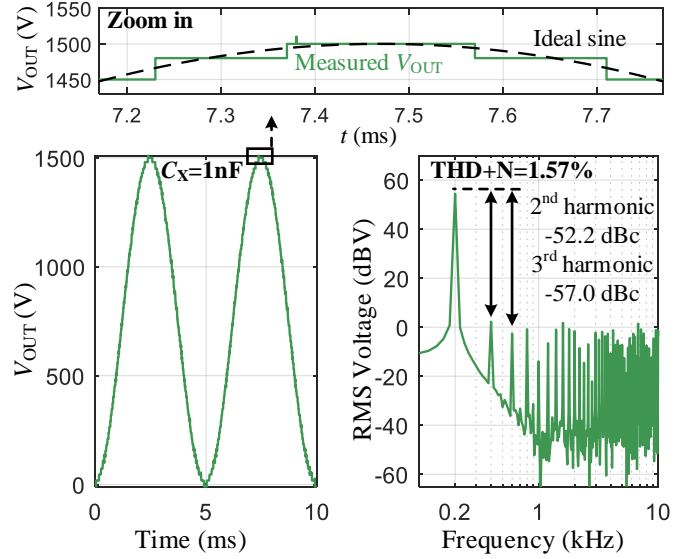 Zoom in
1500
1450
V_OUT (V)
Ideal sine
Measured V_OUT
7.2
7.3
7.4
7.5
7.6
7.7
t (ms)
1500
1000
500
0
V_OUT (V)
C_X=1nF
0
5
10
Time (ms)
THD+N=1.57%
60
40
20
0
-20
-40
-60
RMS Voltage (dBV)
2nd harmonic
-52.2 dBc
3rd harmonic
-57.0 dBc
0.2
1
10
Frequency (kHz)